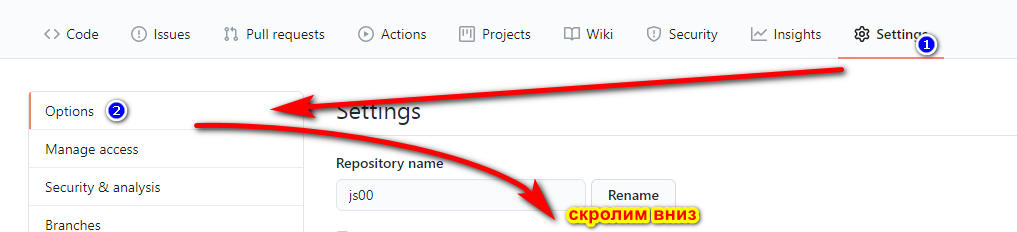 Code Issues Pull requests Actions Projects Wiki Security Insights Settings 1
Options 2
Settings
Manage access
Repository name
Security & analysis
js00 Rename
скролим вниз
Branches